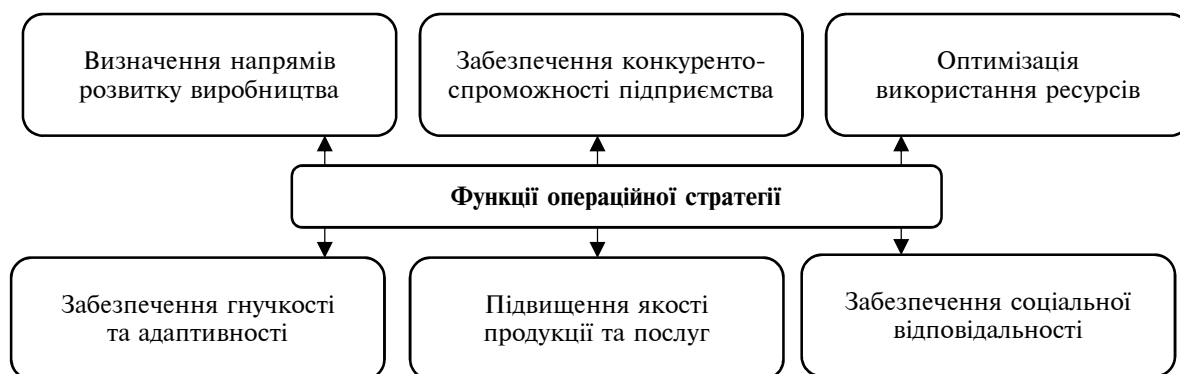 Визначення напрямів
розвитку виробництва
Забезпечення конкуренто-
спроможності підприємства
Оптимізація
використання ресурсів
Функції операційної стратегії
Забезпечення гнучкості
та адаптивності
Підвищення якості
продукції та послуг
Забезпечення соціальної
відповідальності